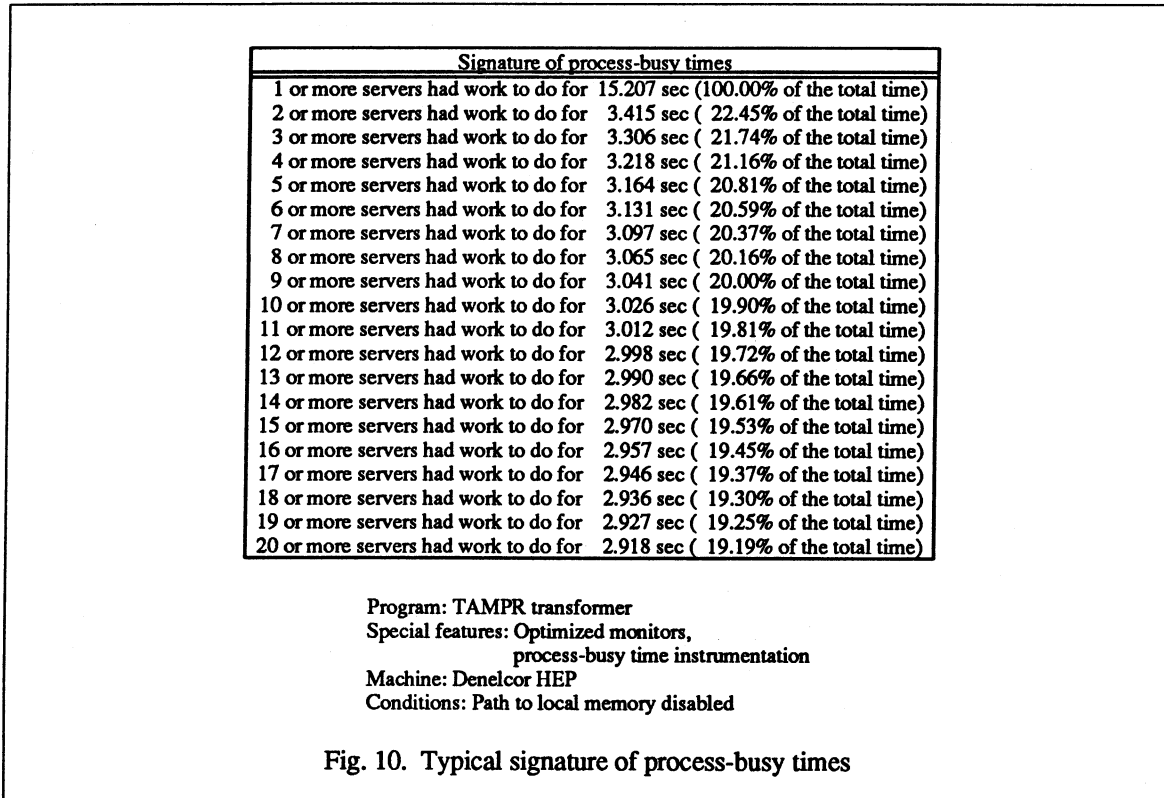 Signature of process-busy times
1 or more servers had work to do for 15.207 sec (100.00% of the total time)
2 or more servers had work to do for 3.415 sec ( 22.45% of the total time)
3 or more servers had work to do for 3.306 sec ( 21.74% of the total time)
4 or more servers had work to do for 3.218 sec ( 21.16% of the total time)
5 or more servers had work to do for 3.164 sec ( 20.81% of the total time)
6 or more servers had work to do for 3.131 sec ( 20.59% of the total time)
7 or more servers had work to do for 3.097 sec ( 20.37% of the total time)
8 or more servers had work to do for 3.065 sec ( 20.16% of the total time)
9 or more servers had work to do for 3.041 sec ( 20.00% of the total time)
10 or more servers had work to do for 3.026 sec ( 19.90% of the total time)
11 or more servers had work to do for 3.012 sec ( 19.81% of the total time)
12 or more servers had work to do for 2.998 sec ( 19.72% of the total time)
13 or more servers had work to do for 2.990 sec ( 19.66% of the total time)
14 or more servers had work to do for 2.982 sec ( 19.61% of the total time)
15 or more servers had work to do for 2.970 sec ( 19.53% of the total time)
16 or more servers had work to do for 2.957 sec ( 19.45% of the total time)
17 or more servers had work to do for 2.946 sec ( 19.37% of the total time)
18 or more servers had work to do for 2.936 sec ( 19.30% of the total time)
19 or more servers had work to do for 2.927 sec ( 19.25% of the total time)
20 or more servers had work to do for 2.918 sec ( 19.19% of the total time)
Program: TAMPR transformer
Special features: Optimized monitors,
process-busy time instrumentation
Machine: Denelcor HEP
Conditions: Path to local memory disabled
Fig. 10. Typical signature of process-busy times